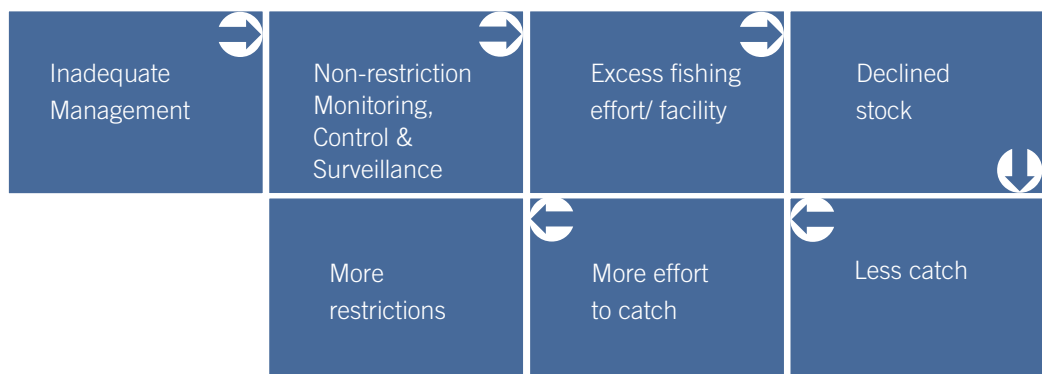 Inadequate
Management
Non-restriction
Monitoring,
Control &
Surveillance
Excess fishing
effort/ facility
Declined
stock
Less catch
More effort
to catch
More
restrictions